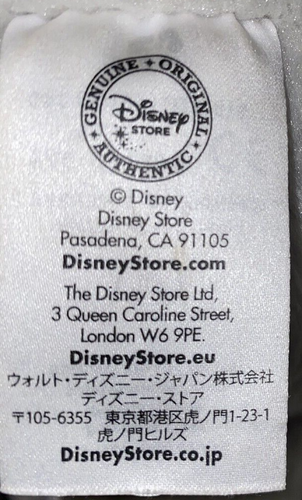 GENUINE ✦ ORIGINAL ✦ AUTHENTIC ✦
Disney
STORE
© Disney
Disney Store
Pasadena, CA 91105
DisneyStore.com
The Disney Store Ltd,
3 Queen Caroline Street,
London W6 9PE.
DisneyStore.eu
ウォルト・ディズニー・ジャパン株式会社
ディズニー・ストア
〒105-6355 東京都港区虎ノ門1-23-1
虎ノ門ヒルズ
DisneyStore.co.jp